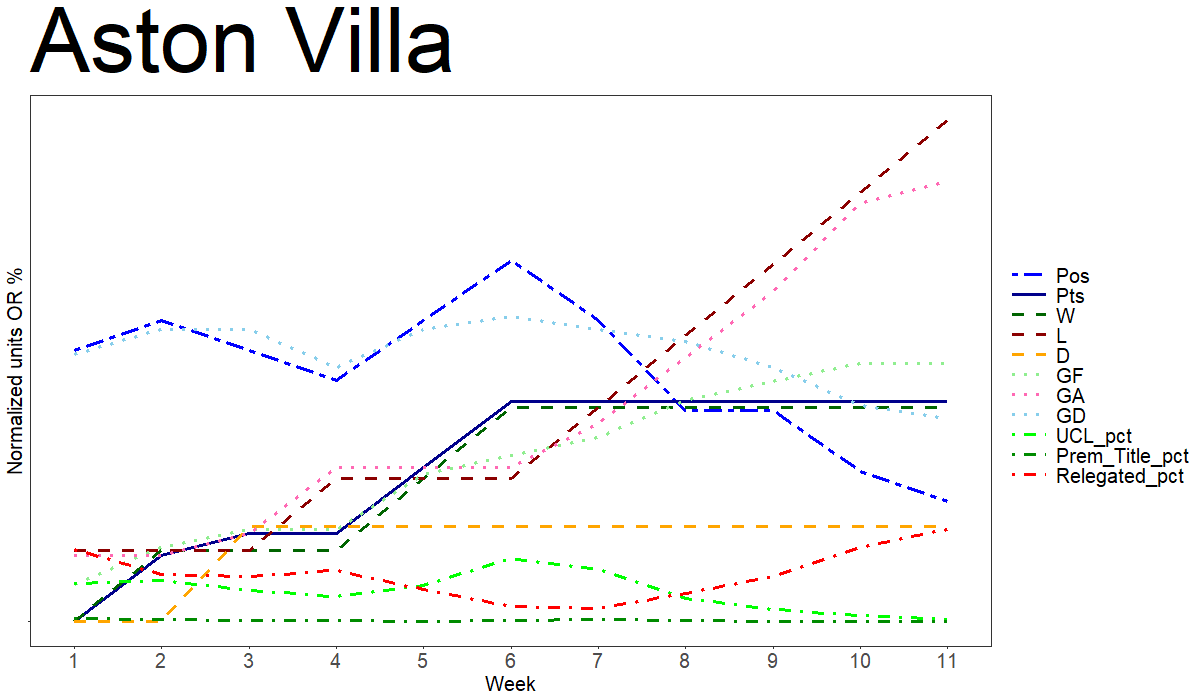 Aston Villa
Normalized units OR %
1 2 3 4 5 6 7 8 9 10 11
Week
Pos
Pts
W
L
D
GF
GA
GD
UCL_pct
Prem_Title_pct
Relegated_pct